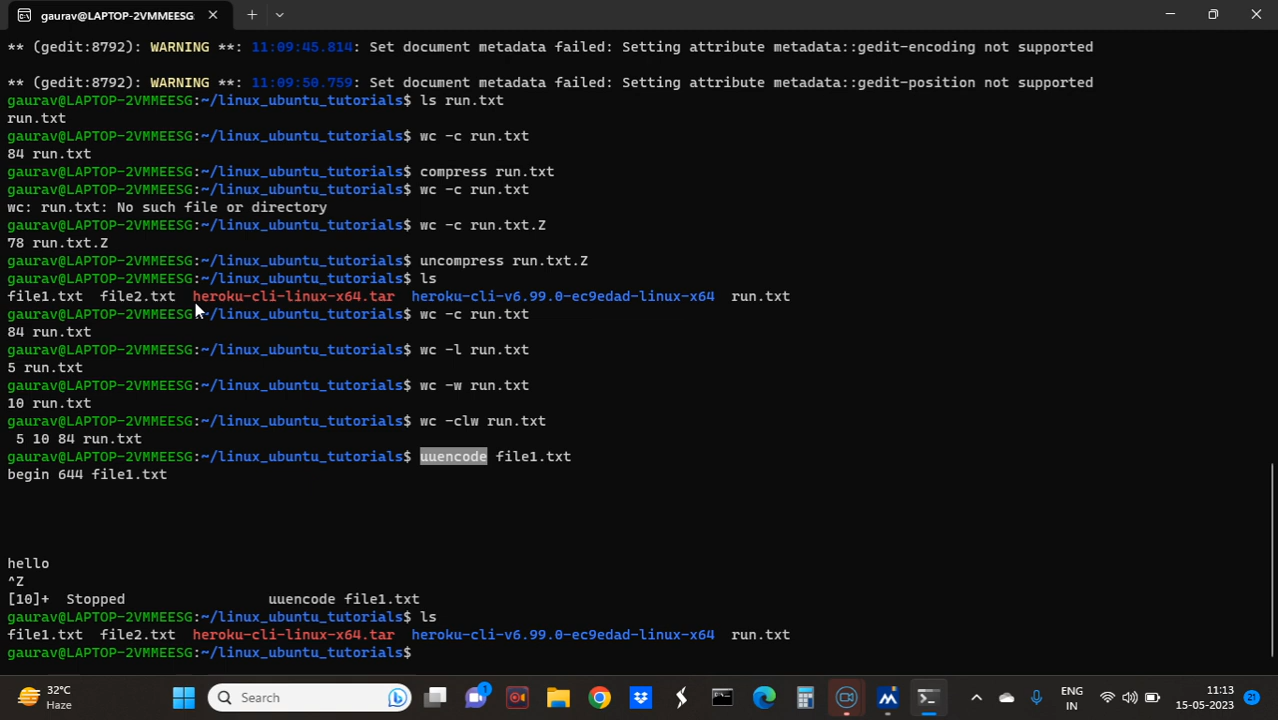 gaurav@LAPTOP-2VMMEESG:
** (gedit:8792): WARNING **: 11:09:45.814: Set document metadata failed: Setting attribute metadata::gedit-encoding not supported
** (gedit:8792): WARNING **: 11:09:50.759: Set document metadata failed: Setting attribute metadata::gedit-position not supported
gaurav@LAPTOP-2VMMEESG:~/linux_ubuntu_tutorials$ ls run.txt
run.txt
gaurav@LAPTOP-2VMMEESG:~/linux_ubuntu_tutorials$ wc -c run.txt
84 run.txt
gaurav@LAPTOP-2VMMEESG:~/linux_ubuntu_tutorials$ compress run.txt
gaurav@LAPTOP-2VMMEESG:~/linux_ubuntu_tutorials$ wc -c run.txt
wc: run.txt: No such file or directory
gaurav@LAPTOP-2VMMEESG:~/linux_ubuntu_tutorials$ wc -c run.txt.Z
78 run.txt.Z
gaurav@LAPTOP-2VMMEESG:~/linux_ubuntu_tutorials$ uncompress run.txt.Z
gaurav@LAPTOP-2VMMEESG:~/linux_ubuntu_tutorials$ ls
file1.txt file2.txt heroku-cli-linux-x64.tar heroku-cli-v6.99.0-ec9edad-linux-x64 run.txt
gaurav@LAPTOP-2VMMEESG:~/linux_ubuntu_tutorials$ wc -c run.txt
84 run.txt
gaurav@LAPTOP-2VMMEESG:~/linux_ubuntu_tutorials$ wc -l run.txt
5 run.txt
gaurav@LAPTOP-2VMMEESG:~/linux_ubuntu_tutorials$ wc -w run.txt
10 run.txt
gaurav@LAPTOP-2VMMEESG:~/linux_ubuntu_tutorials$ wc -clw run.txt
5 10 84 run.txt
gaurav@LAPTOP-2VMMEESG:~/linux_ubuntu_tutorials$ uuencode file1.txt
begin 644 file1.txt
hello
^Z
[10]+ Stopped uuencode file1.txt
gaurav@LAPTOP-2VMMEESG:~/linux_ubuntu_tutorials$ ls
file1.txt file2.txt heroku-cli-linux-x64.tar heroku-cli-v6.99.0-ec9edad-linux-x64 run.txt
gaurav@LAPTOP-2VMMEESG:~/linux_ubuntu_tutorials$
32°C
Haze
Search
1
ENG
IN
11:13
15-05-2023
21